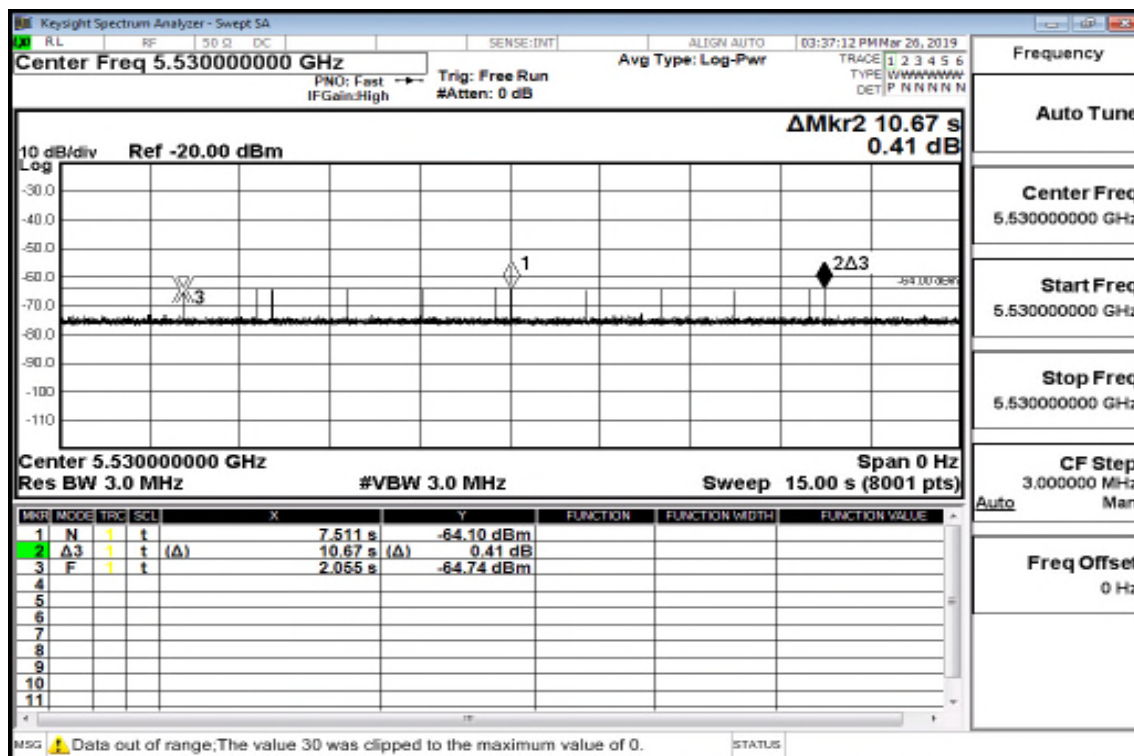 Keysight Spectrum Analyzer - Swept SA
RL RF 50 Ω DC SENSE:INT ALIGN AUTO 03:37:12 PM Mar 26, 2019
Center Freq 5.530000000 GHz
PNO: Fast
IFGain:High
Trig: Free Run
#Atten: 0 dB
Avg Type: Log-Pwr
TRACE 1 2 3 4 5 6
TYPE WWWWWW
DET P N N N N N
ΔMkr2 10.67 s
0.41 dB
10 dB/div Ref -20.00 dBm
Log
-30.0
-40.0
-50.0
-60.0
-70.0
-80.0
-90.0
-100
-110
1
2Δ3
3
-64.00 dBm
Center 5.530000000 GHz Span 0 Hz
Res BW 3.0 MHz #VBW 3.0 MHz Sweep 15.00 s (8001 pts)
MKR MODE TRC SCL X Y FUNCTION FUNCTION WIDTH FUNCTION VALUE
1 N 1 t 7.511 s -64.10 dBm
2 Δ3 1 t (Δ) 10.67 s (Δ) 0.41 dB
3 F 1 t 2.055 s -64.74 dBm
4
5
6
7
8
9
10
11
MSG Data out of range;The value 30 was clipped to the maximum value of 0. STATUS
Frequency
Auto Tune
Center Freq
5.530000000 GHz
Start Freq
5.530000000 GHz
Stop Freq
5.530000000 GHz
CF Step
3.000000 MHz
Auto Man
Freq Offset
0 Hz